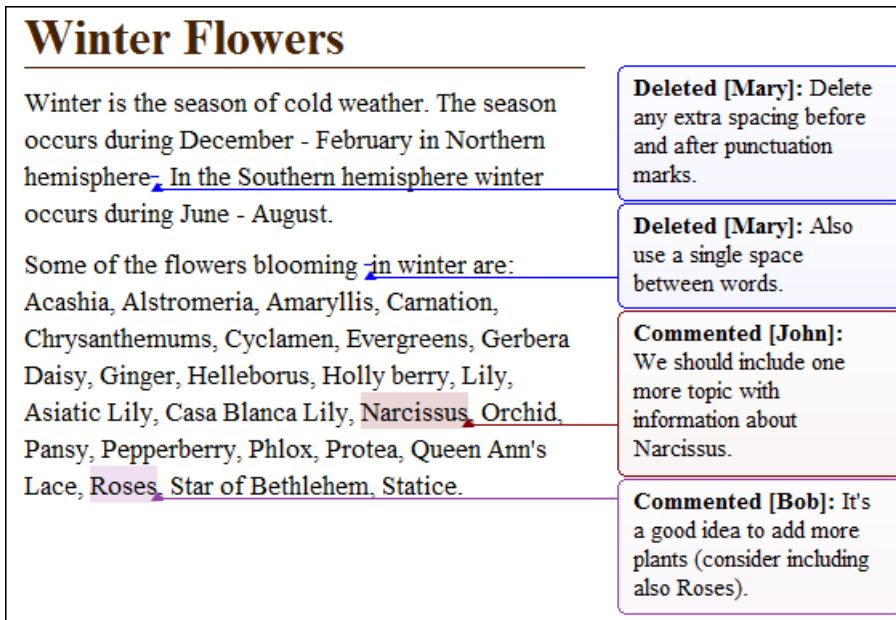 Winter Flowers
Winter is the season of cold weather. The season
occurs during December - February in Northern
hemisphere . In the Southern hemisphere winter
occurs during June - August.
Some of the flowers blooming  in winter are:
Acashia, Alstromeria, Amaryllis, Carnation,
Chrysanthemums, Cyclamen, Evergreens, Gerbera
Daisy, Ginger, Helleborus, Holly berry, Lily,
Asiatic Lily, Casa Blanca Lily, Narcissus, Orchid,
Pansy, Pepperberry, Phlox, Protea, Queen Ann's
Lace, Roses, Star of Bethlehem, Statice.
Deleted [Mary]: Delete
any extra spacing before
and after punctuation
marks.
Deleted [Mary]: Also
use a single space
between words.
Commented [John]:
We should include one
more topic with
information about
Narcissus.
Commented [Bob]: It's
a good idea to add more
plants (consider including
also Roses).